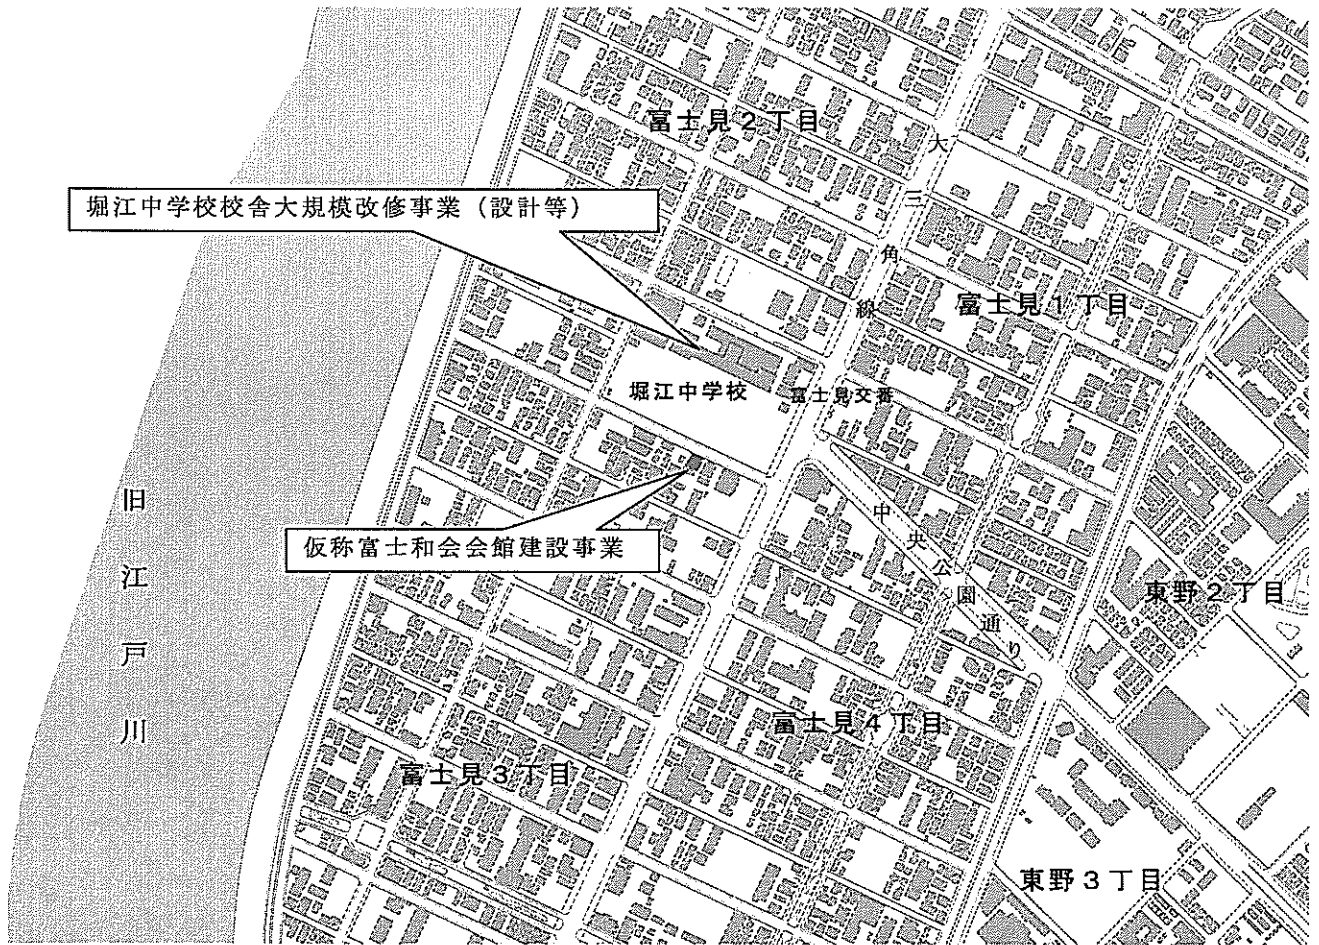 富士見2丁目
大三角線
堀江中学校校舎大規模改修事業（設計等）
富士見1丁目
堀江中学校
富士見交番
旧江戸川
中央公園通り
仮称富士和会会館建設事業
東野2丁目
富士見4丁目
富士見3丁目
東野3丁目